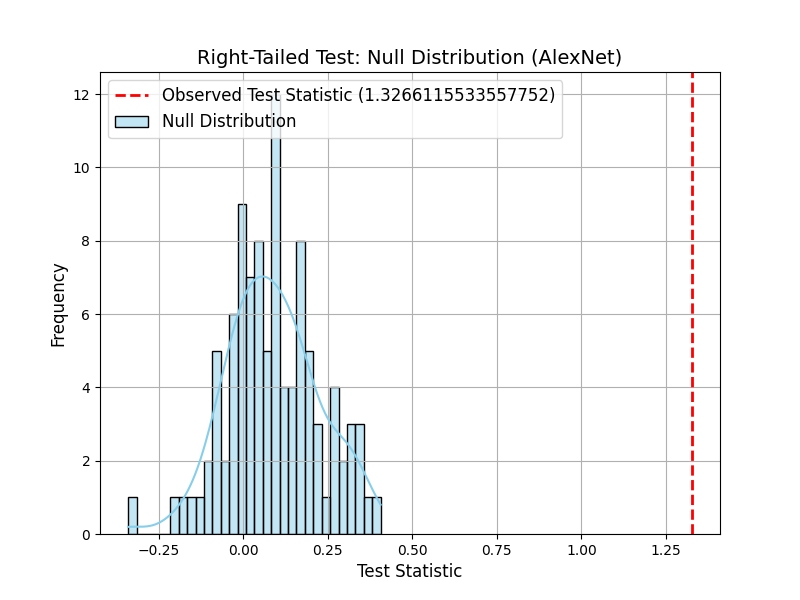 Right-Tailed Test: Null Distribution (AlexNet)
Observed Test Statistic (1.3266115533557752)
Null Distribution
Frequency
12
10
8
6
4
2
0
−0.25 0.00 0.25 0.50 0.75 1.00 1.25
Test Statistic